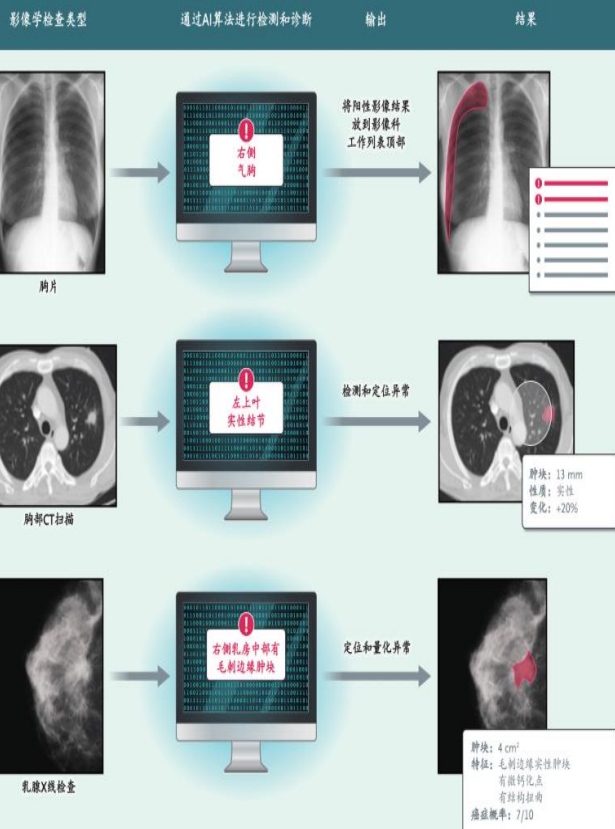 影像学检查类型
通过AI算法进行检测和诊断
输出
结果
右侧
气胸
将阳性影像结果
放到影像科
工作列表顶部
胸片
左上叶
实性结节
检测和定位异常
肿块：13 mm
性质：实性
变化：+20%
胸部CT扫描
右侧乳房中部有
毛刺边缘肿块
定位和量化异常
肿块：4 cm²
特征：毛刺边缘实性肿块
有微钙化点
有结构扭曲
癌症概率：7/10
乳腺X线检查